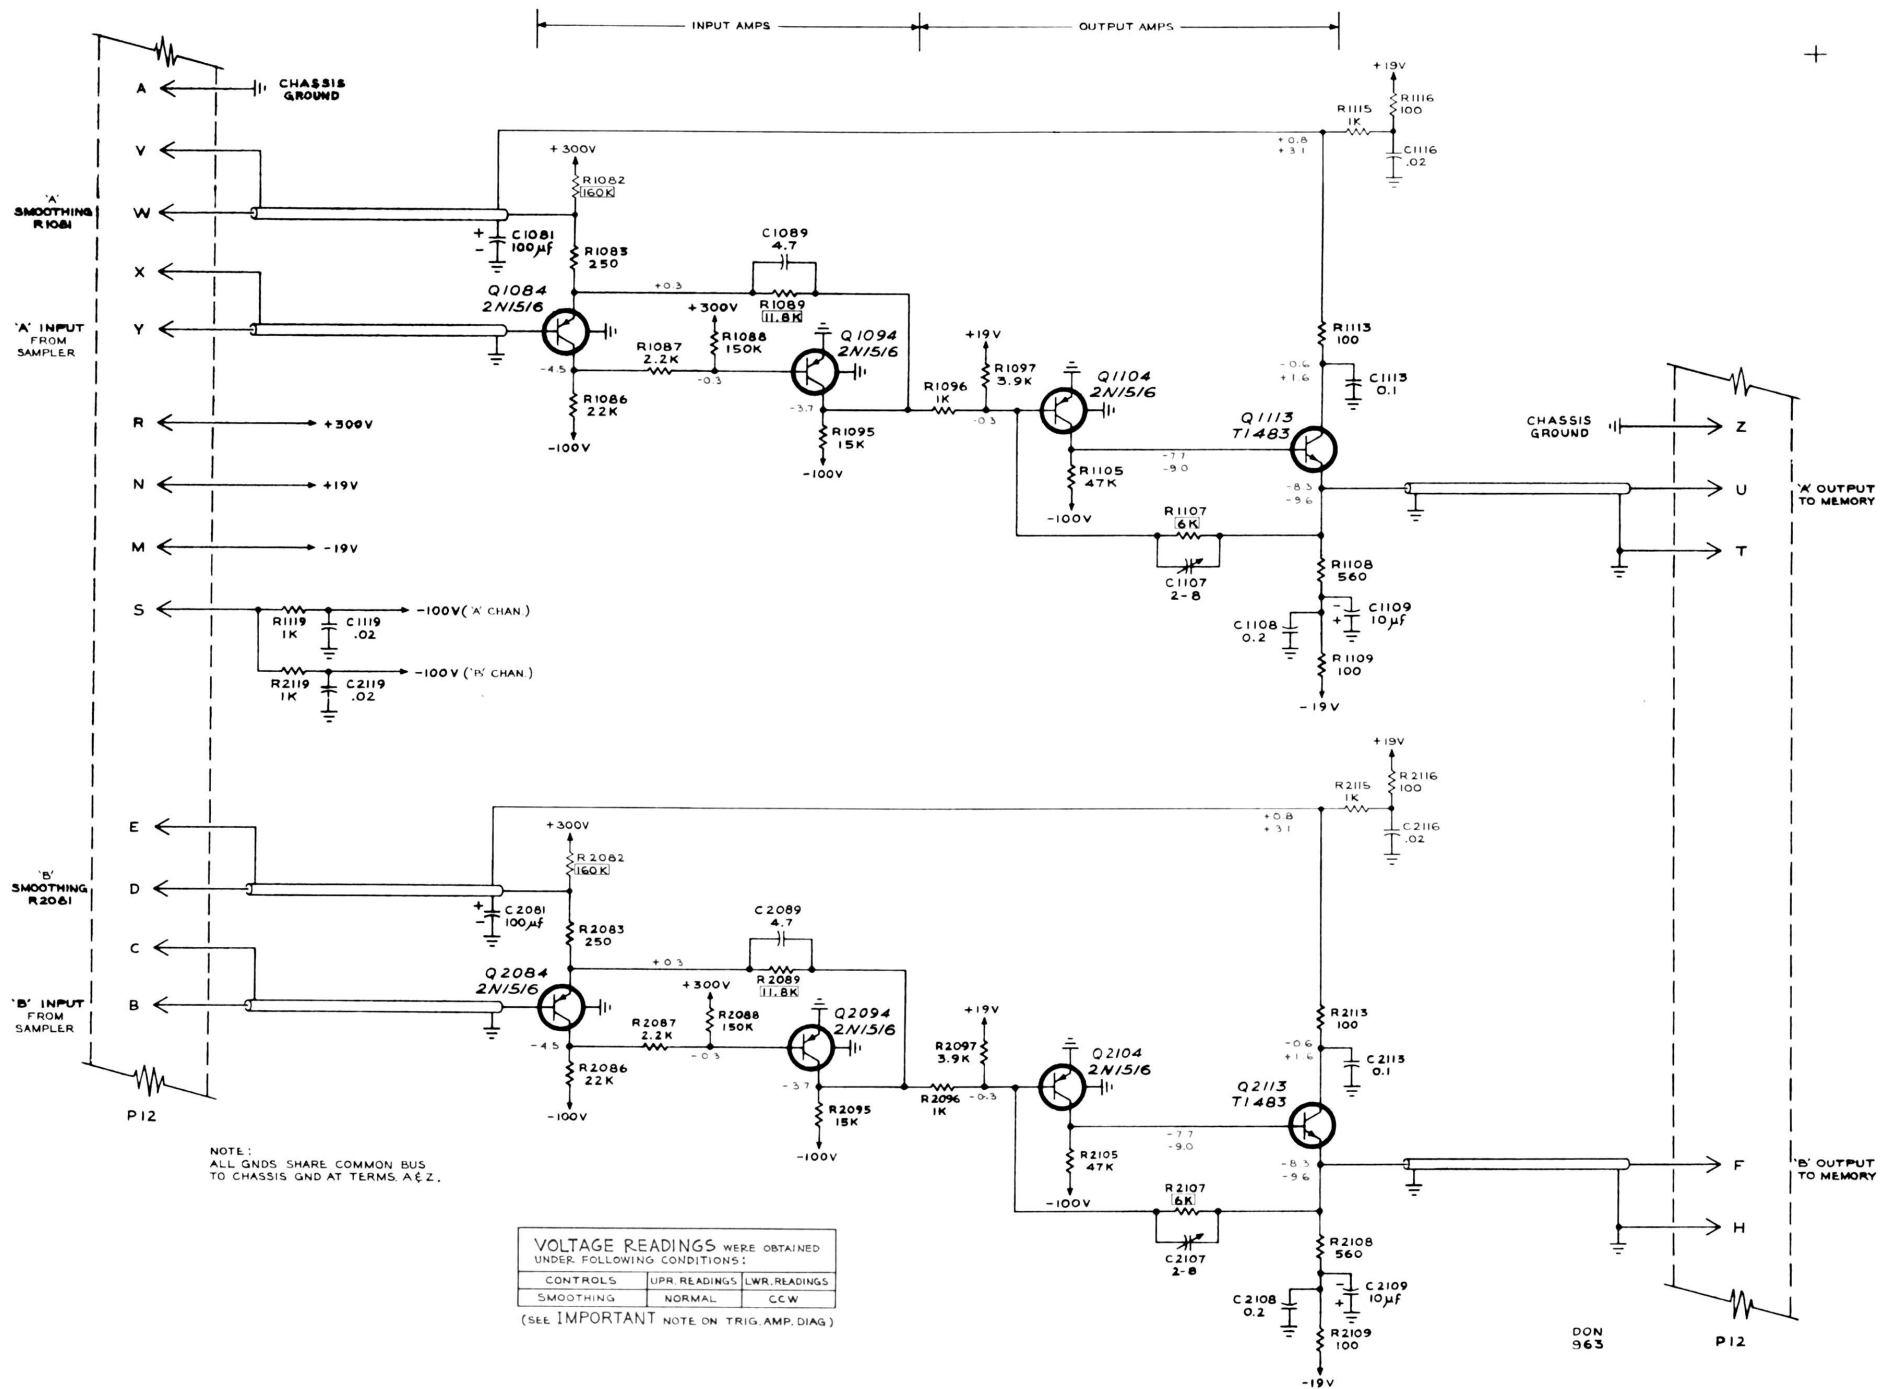 INPUT AMPS
OUTPUT AMPS
A
CHASSIS
GROUND
V
'A'
SMOOTHING
R1081
W
X
'A' INPUT
FROM
SAMPLER
Y
R
+300V
N
+19V
M
-19V
S
R1119
1K
C1119
.02
-100V ('A' CHAN.)
R2119
1K
C2119
.02
-100V ('B' CHAN.)
+300V
R1082
160K
+
-
C1081
100µf
R1083
250
Q1084
2N1516
+0.3
C1089
4.7
R1089
11.8K
+300V
R1088
150K
R1087
2.2K
-4.5
-0.3
R1086
22K
-100V
Q1094
2N1516
-3.7
R1095
15K
-100V
R1096
1K
+19V
R1097
3.9K
-0.3
Q1104
2N1516
R1105
47K
-100V
-7.7
-9.0
R1107
6K
C1107
2-8
+19V
R1116
100
R1115
1K
C1116
.02
+0.8
+3.1
R1113
100
-0.6
+1.6
C1113
0.1
Q1113
T1483
-8.3
-9.6
R1108
560
C1108
0.2
-
+
C1109
10µf
R1109
100
-19V
CHASSIS
GROUND
Z
U
'A' OUTPUT
TO MEMORY
T
E
'B'
SMOOTHING
R2081
D
C
'B' INPUT
FROM
SAMPLER
B
P12
+300V
R2082
160K
+
-
C2081
100µf
R2083
250
Q2084
2N1516
+0.3
C2089
4.7
R2089
11.8K
+300V
R2088
150K
R2087
2.2K
-4.5
-0.3
R2086
22K
-100V
Q2094
2N1516
-3.7
R2095
15K
-100V
R2096
1K
+19V
R2097
3.9K
-0.3
Q2104
2N1516
R2105
47K
-100V
-7.7
-9.0
R2107
6K
C2107
2-8
+19V
R2116
100
R2115
1K
C2116
.02
+0.8
+3.1
R2113
100
-0.6
+1.6
C2113
0.1
Q2113
T1483
-8.3
-9.6
R2108
560
C2108
0.2
-
+
C2109
10µf
R2109
100
-19V
F
'B' OUTPUT
TO MEMORY
H
P12
NOTE:
ALL GNDS SHARE COMMON BUS
TO CHASSIS GND AT TERMS. A & Z.
VOLTAGE READINGS WERE OBTAINED
UNDER FOLLOWING CONDITIONS:
CONTROLS UPR. READINGS LWR. READINGS
SMOOTHING NORMAL CCW
(SEE IMPORTANT NOTE ON TRIG. AMP. DIAG)
DON
963